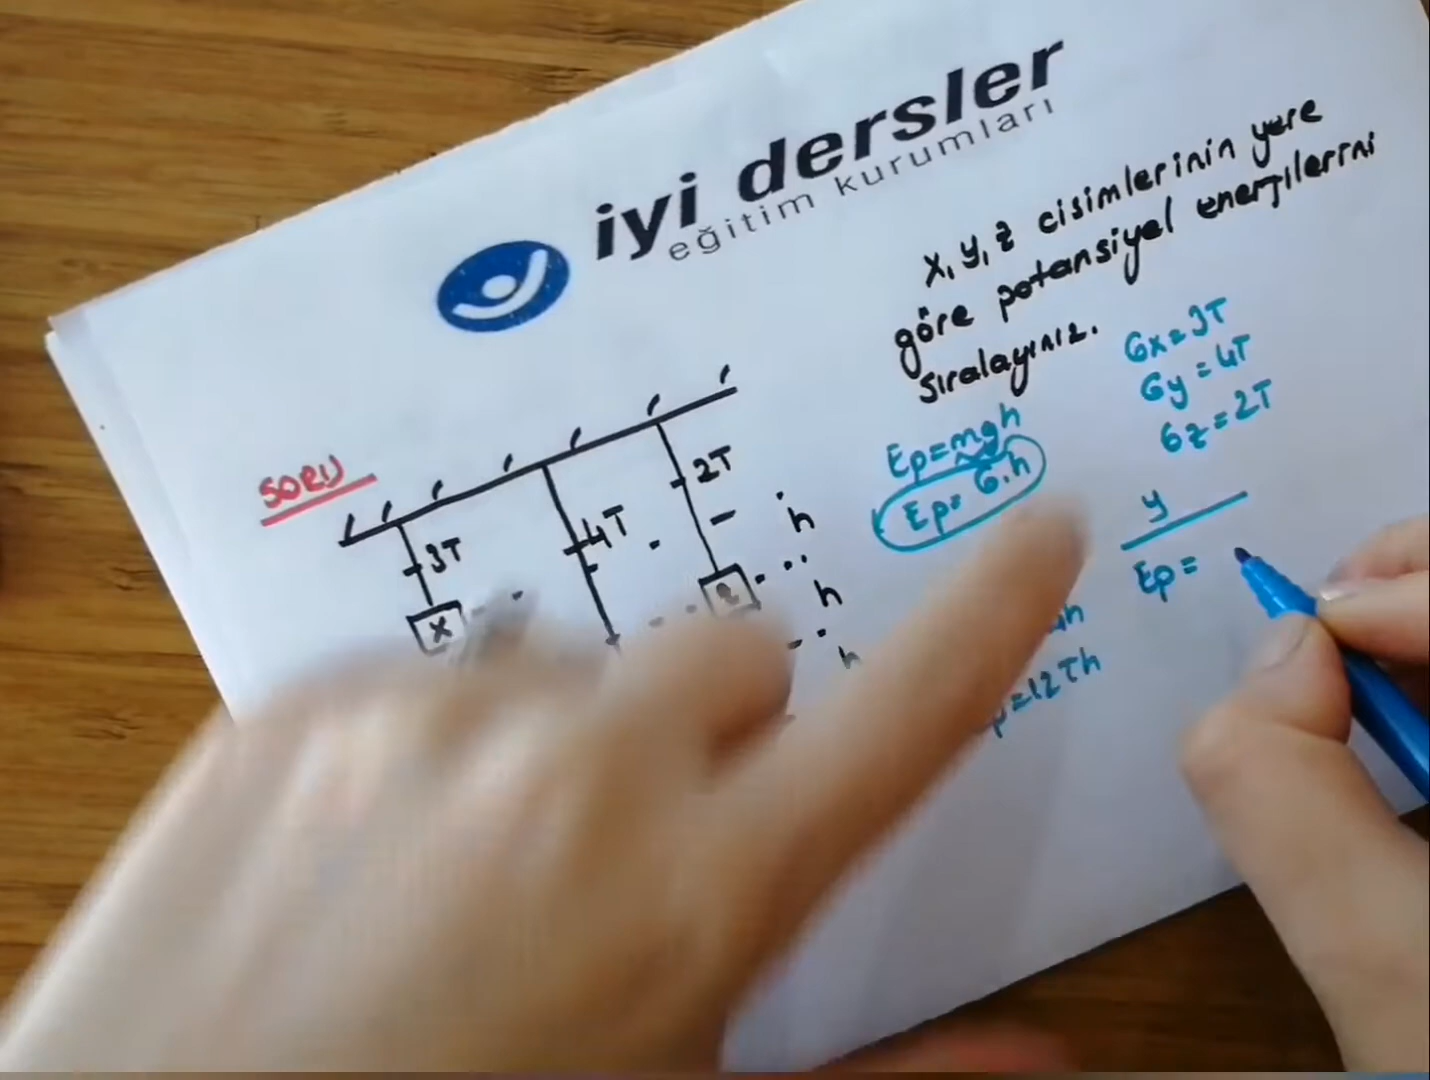 iyi dersler
eğitim kurumları
x, y, z cisimlerinin yere
göre potansiyel enerjilerini
sıralayınız.
SORU
3T
4T
2T
x
z
h
h
h
Ep=mgh
Ep=G.h
Gx=3T
Gy=4T
Gz=2T
=12Th
y
Ep=